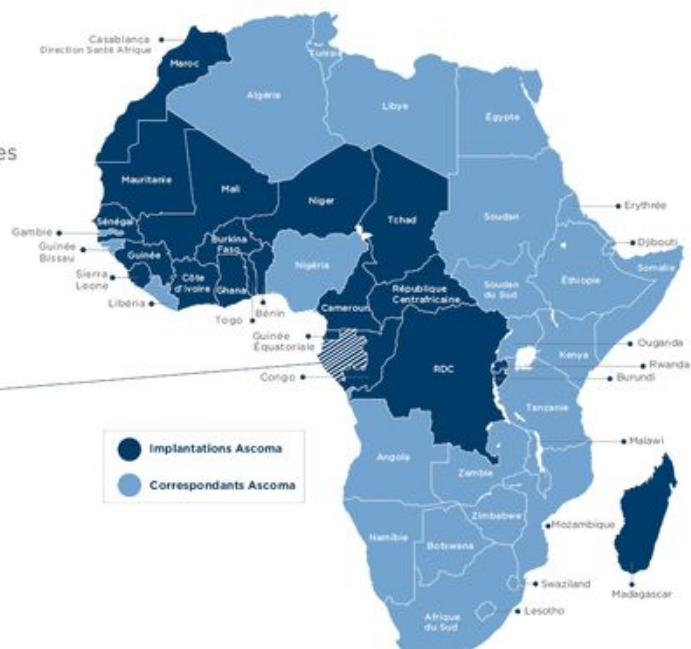 Casablanca
Direction Santé Afrique
Maroc
Tunisie
Algérie
Libye
Égypte
es
Mauritanie
Mali
Niger
Tchad
Soudan
Erythrée
Sénégal
Gambie
Guinée
Bissau
Guinée
Burkina
Faso
Nigéria
Djibouti
Somalie
Sierra
Leone
Côte
d'Ivoire
Ghana
Soudan
du Sud
Éthiopie
Libéria
Togo
Bénin
Cameroun
République
Centrafricaine
Guinée
Équatoriale
Congo
RDC
Ouganda
Kenya
Rwanda
Burundi
Tanzanie
Implantations Ascoma
Correspondants Ascoma
Angola
Zambie
Malawi
Mozambique
Zimbabwe
Namibie
Botswana
Madagascar
Swaziland
Lesotho
Afrique
du Sud